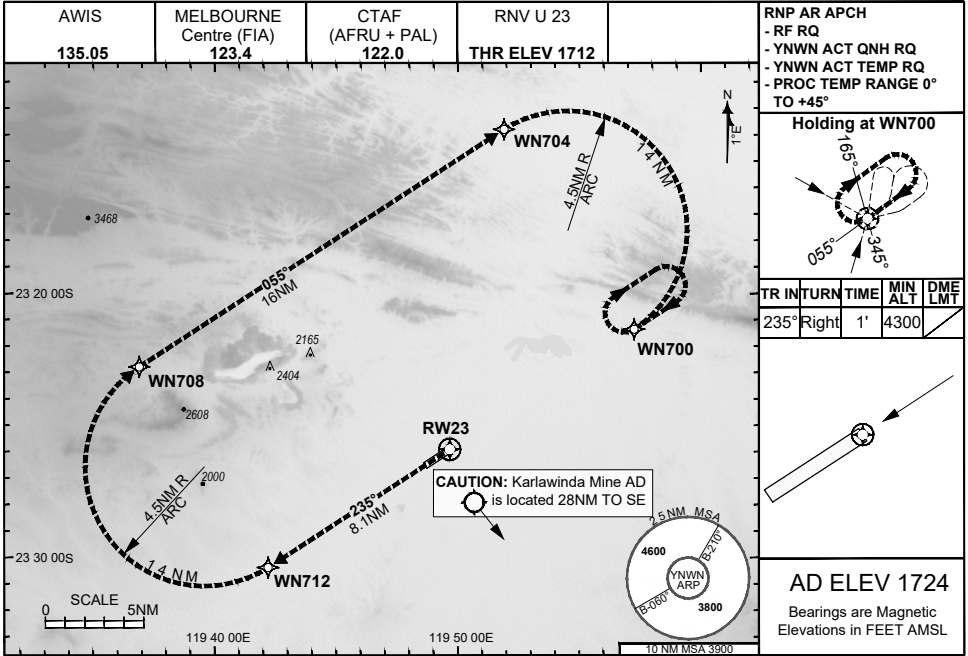 AWIS
135.05
MELBOURNE
Centre (FIA)
123.4
CTAF
(AFRU + PAL)
122.0
RNV U 23
THR ELEV 1712
RNP AR APCH
- RF RQ
- YNWN ACT QNH RQ
- YNWN ACT TEMP RQ
- PROC TEMP RANGE 0°
TO +45°
N
1°E
WN704
14NM
4.5NM R
ARC
3468
055°
16NM
23 20 00S
WN700
2165
2404
WN708
2608
RW23
2000
4.5NM R
ARC
235°
8.1NM
CAUTION: Karlawinda Mine AD
is located 28NM TO SE
14NM
WN712
23 30 00S
SCALE
0 5NM
119 40 00E
119 50 00E
25NM MSA
4600
B-210°
YNWN
ARP
B-060°
3800
10 NM MSA 3900
Holding at WN700
165°
055°
345°
TR IN TURN TIME MIN ALT DME LMT
235° Right 1' 4300
AD ELEV 1724
Bearings are Magnetic
Elevations in FEET AMSL